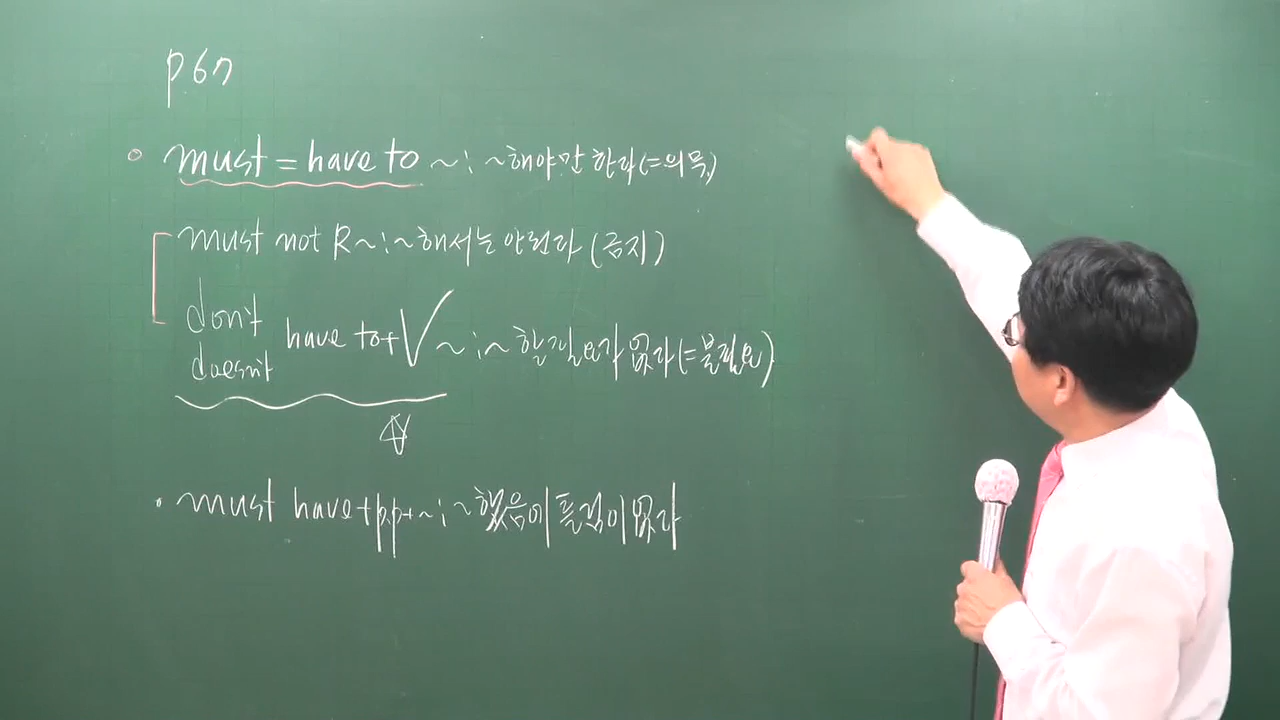 p 67
• must = have to ~ : ~해야만 한다 (=의무)
must not R ~ : ~해서는 안된다 (금지)
don't
doesn't have to + V ~ : ~할 필요가 없다 (=불필요)
• must have + p.p + ~ : ~했음에 틀림이 없다